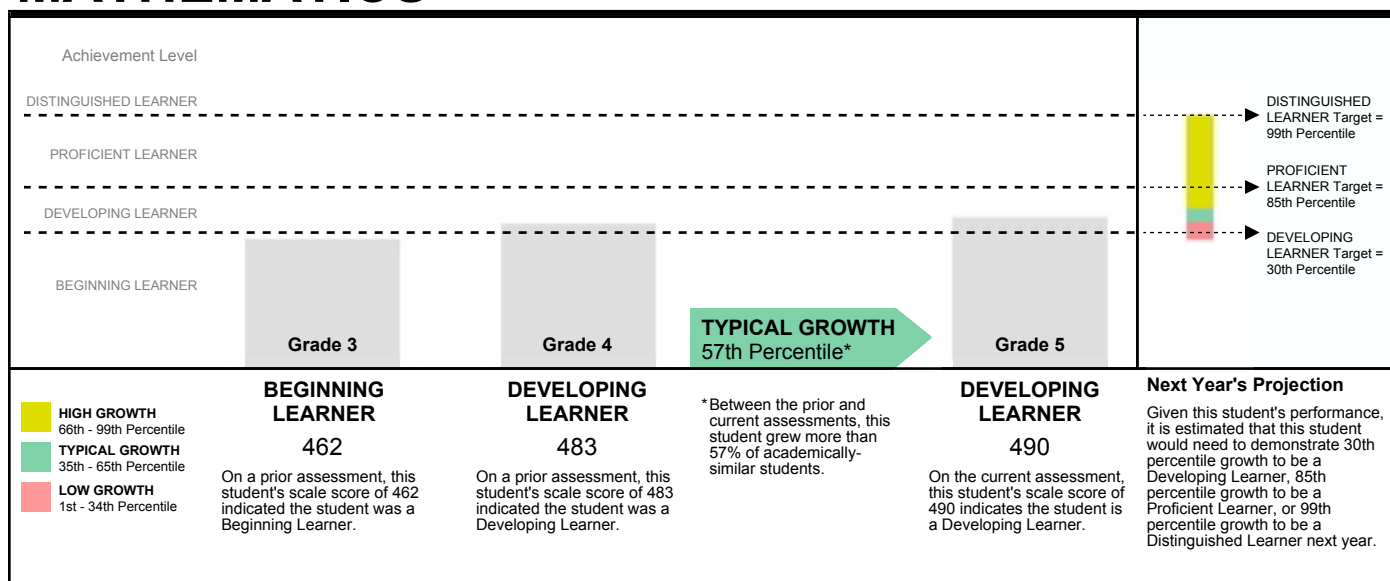 MATHEMATICS
Achievement Level
DISTINGUISHED LEARNER
PROFICIENT LEARNER
DEVELOPING LEARNER
BEGINNING LEARNER
Grade 3
Grade 4
TYPICAL GROWTH
57th Percentile*
Grade 5
DISTINGUISHED
LEARNER Target =
99th Percentile
PROFICIENT
LEARNER Target =
85th Percentile
DEVELOPING
LEARNER Target =
30th Percentile
HIGH GROWTH
66th - 99th Percentile
TYPICAL GROWTH
35th - 65th Percentile
LOW GROWTH
1st - 34th Percentile
BEGINNING
LEARNER
462
On a prior assessment, this
student's scale score of 462
indicated the student was a
Beginning Learner.
DEVELOPING
LEARNER
483
On a prior assessment, this
student's scale score of 483
indicated the student was a
Developing Learner.
*Between the prior and
current assessments, this
student grew more than
57% of academically-
similar students.
DEVELOPING
LEARNER
490
On the current assessment,
this student's scale score of
490 indicates the student is
a Developing Learner.
Next Year's Projection
Given this student's performance,
it is estimated that this student
would need to demonstrate 30th
percentile growth to be a
Developing Learner, 85th
percentile growth to be a
Proficient Learner, or 99th
percentile growth to be a
Distinguished Learner next year.